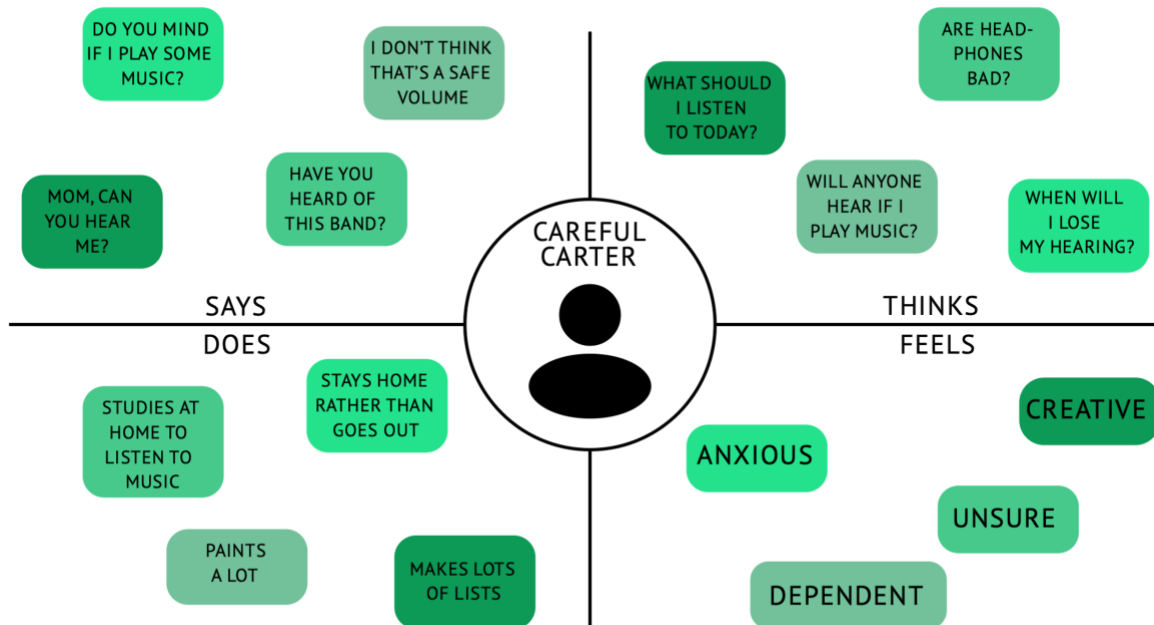 DO YOU MIND
IF I PLAY SOME
MUSIC?
I DON'T THINK
THAT'S A SAFE
VOLUME
MOM, CAN
YOU HEAR
ME?
HAVE YOU
HEARD OF
THIS BAND?
SAYS
WHAT SHOULD
I LISTEN
TO TODAY?
ARE HEAD-
PHONES
BAD?
WILL ANYONE
HEAR IF I
PLAY MUSIC?
WHEN WILL
I LOSE
MY HEARING?
THINKS
CAREFUL
CARTER
DOES
STUDIES AT
HOME TO
LISTEN TO
MUSIC
STAYS HOME
RATHER THAN
GOES OUT
PAINTS
A LOT
MAKES LOTS
OF LISTS
FEELS
CREATIVE
ANXIOUS
UNSURE
DEPENDENT